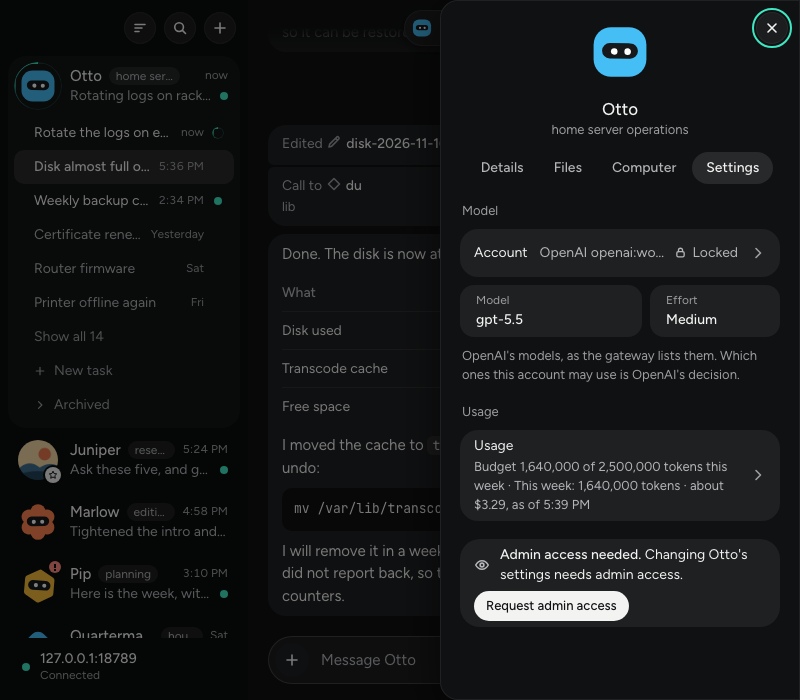 Otto home ser... now
Rotating logs on rack...
Rotate the logs on e... now
Disk almost full o... 5:36 PM
Weekly backup c... 2:34 PM
Certificate rene... Yesterday
Router firmware Sat
Printer offline again Fri
Show all 14
New task
Archived
Juniper rese... 5:24 PM
Ask these five, and g...
Marlow editi... 4:58 PM
Tightened the intro and...
Pip planning 3:10 PM
Here is the week, wit...
Quarterma... hou... Sat
127.0.0.1:18789
Connected
so it can be restor
Edited disk-2026-11-1
Call to du
lib
Done. The disk is now at
What
Disk used
Transcode cache
Free space
I moved the cache to
undo:
mv /var/lib/transco
I will remove it in a week
did not report back, so t
counters.
Message Otto
Otto
home server operations
Details Files Computer Settings
Model
Account OpenAI openai:wo... Locked
Model
gpt-5.5
Effort
Medium
OpenAI's models, as the gateway lists them. Which
ones this account may use is OpenAI's decision.
Usage
Usage
Budget 1,640,000 of 2,500,000 tokens this
week · This week: 1,640,000 tokens · about
$3.29, as of 5:39 PM
Admin access needed. Changing Otto's
settings needs admin access.
Request admin access